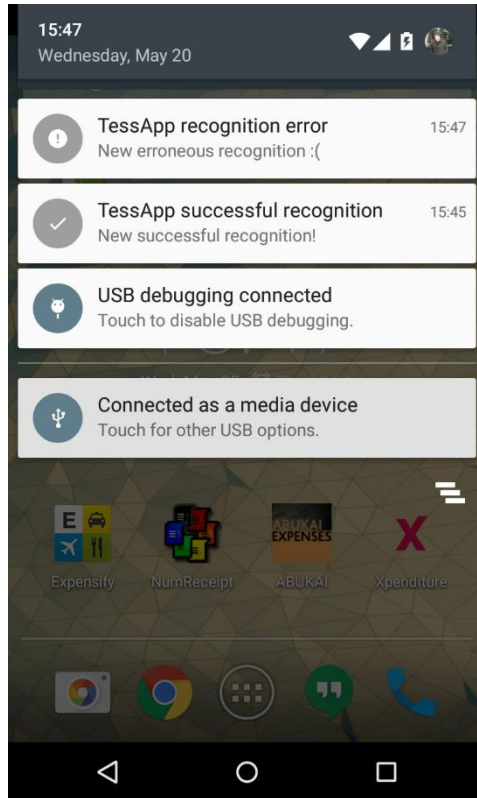 15:47
Wednesday, May 20
TessApp recognition error 15:47
New erroneous recognition :(
TessApp successful recognition 15:45
New successful recognition!
USB debugging connected
Touch to disable USB debugging.
Connected as a media device
Touch for other USB options.
E
ABUKAI
EXPENSES
X
Expensify NumReceipt ABUKAI Xpenditure